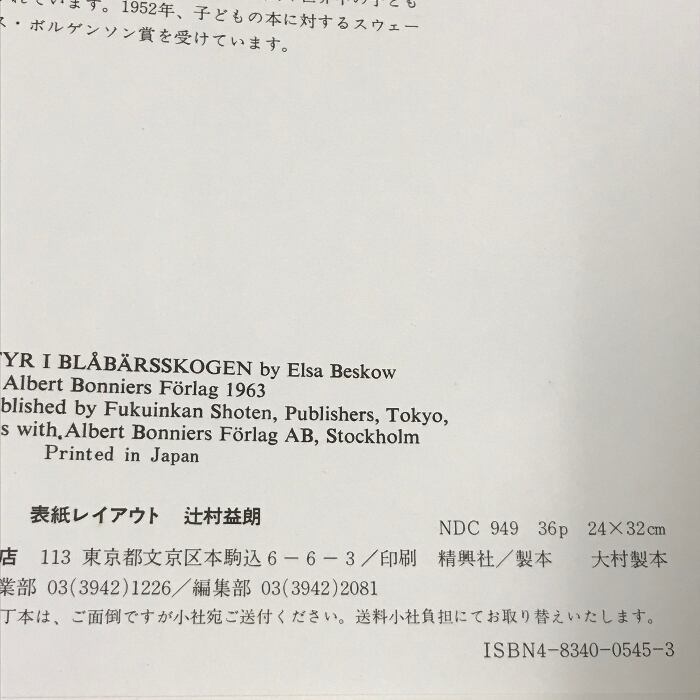 れています。1952年、子どもの本に対するスウェー
ス・ボルゲンソン賞を受けています。
TYR I BLÅBÄRSSKOGEN by Elsa Beskow
Albert Bonniers Förlag 1963
blished by Fukuinkan Shoten, Publishers, Tokyo,
s with Albert Bonniers Förlag AB, Stockholm
Printed in Japan
表紙レイアウト 辻村益朗
NDC 949 36p 24×32cm
店 113 東京都文京区本駒込6-6-3/印刷 精興社/製本 大村製本
業部 03(3942)1226/編集部 03(3942)2081
丁本は、ご面倒ですが小社宛ご送付ください。送料小社負担にてお取り替えいたします。
ISBN4-8340-0545-3